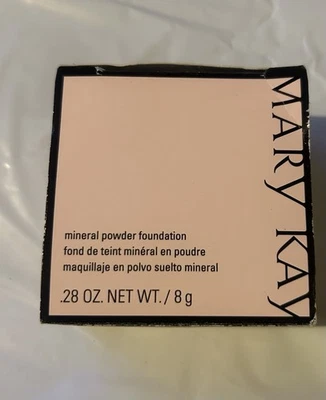 MARY KAY
mineral powder foundation
fond de teint minéral en poudre
maquillaje en polvo suelto mineral
.28 OZ. NET WT. / 8 g